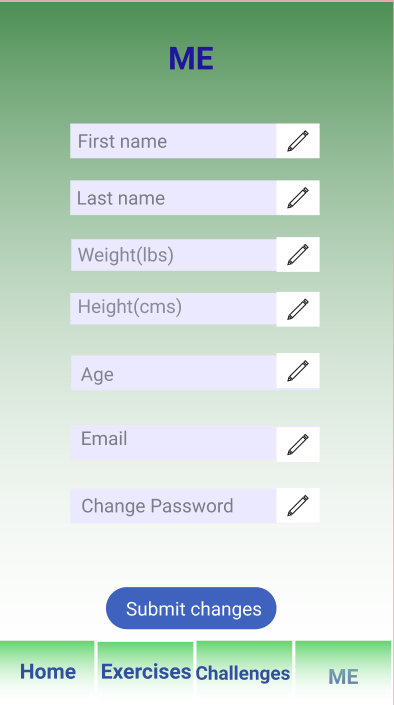 ME
First name
Last name
Weight(lbs)
Height(cms)
Age
Email
Change Password
Submit changes
Home Exercises Challenges ME